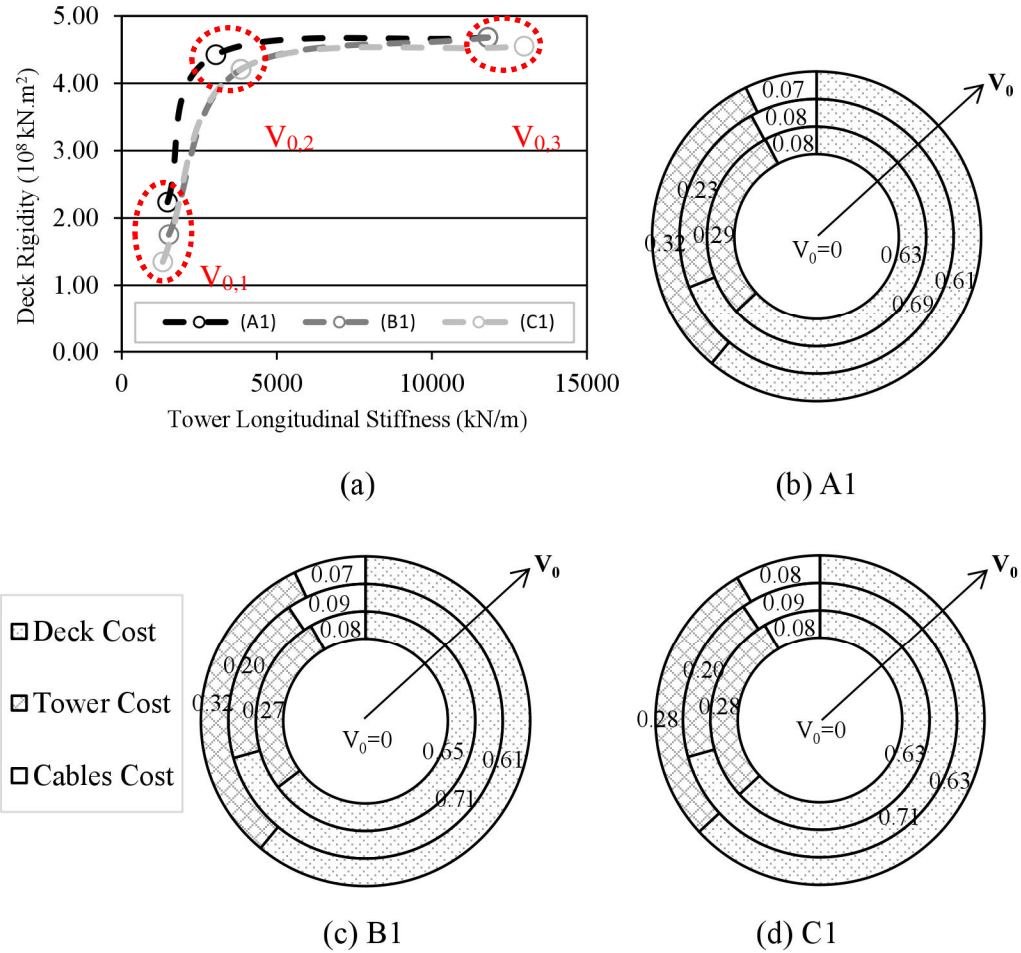 5.00
4.00
3.00
2.00
1.00
0.00
Deck Rigidity (10⁸ kN.m²)
V₀,₁
V₀,₂
V₀,₃
(A1)
(B1)
(C1)
0
5000
10000
15000
Tower Longitudinal Stiffness (kN/m)
(a)
V₀
0.07
0.08
0.08
0.23
0.32
0.29
V₀=0
0.63
0.61
0.69
(b) A1
Deck Cost
Tower Cost
Cables Cost
V₀
0.07
0.09
0.08
0.20
0.32
0.27
V₀=0
0.65
0.61
0.71
(c) B1
V₀
0.08
0.09
0.08
0.20
0.28
0.28
V₀=0
0.63
0.63
0.71
(d) C1